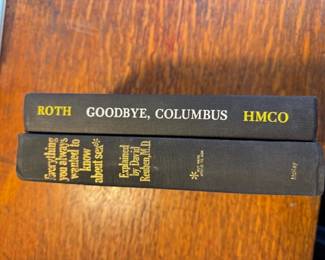 ROTH GOODBYE, COLUMBUS HMCO
Everything
you always
wanted to
know
about sex*
Explained
by David
Reuben, M.D.
*
McKay